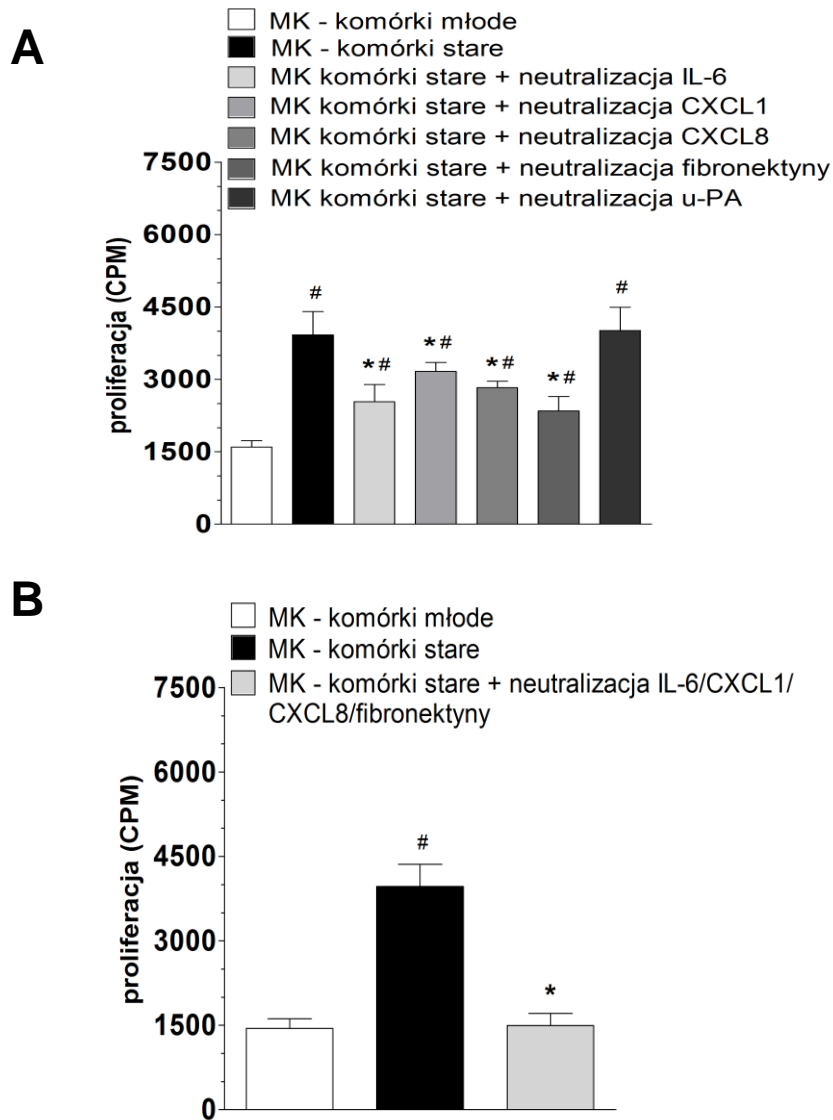 A
MK - komórki młode
MK - komórki stare
MK komórki stare + neutralizacja IL-6
MK komórki stare + neutralizacja CXCL1
MK komórki stare + neutralizacja CXCL8
MK komórki stare + neutralizacja fibronektyny
MK komórki stare + neutralizacja u-PA
proliferacja (CPM)
7500
6000
4500
3000
1500
0
#
*#
*#
*#
*#
#
B
MK - komórki młode
MK - komórki stare
MK - komórki stare + neutralizacja IL-6/CXCL1/
CXCL8/fibronektyny
proliferacja (CPM)
7500
6000
4500
3000
1500
0
#
*